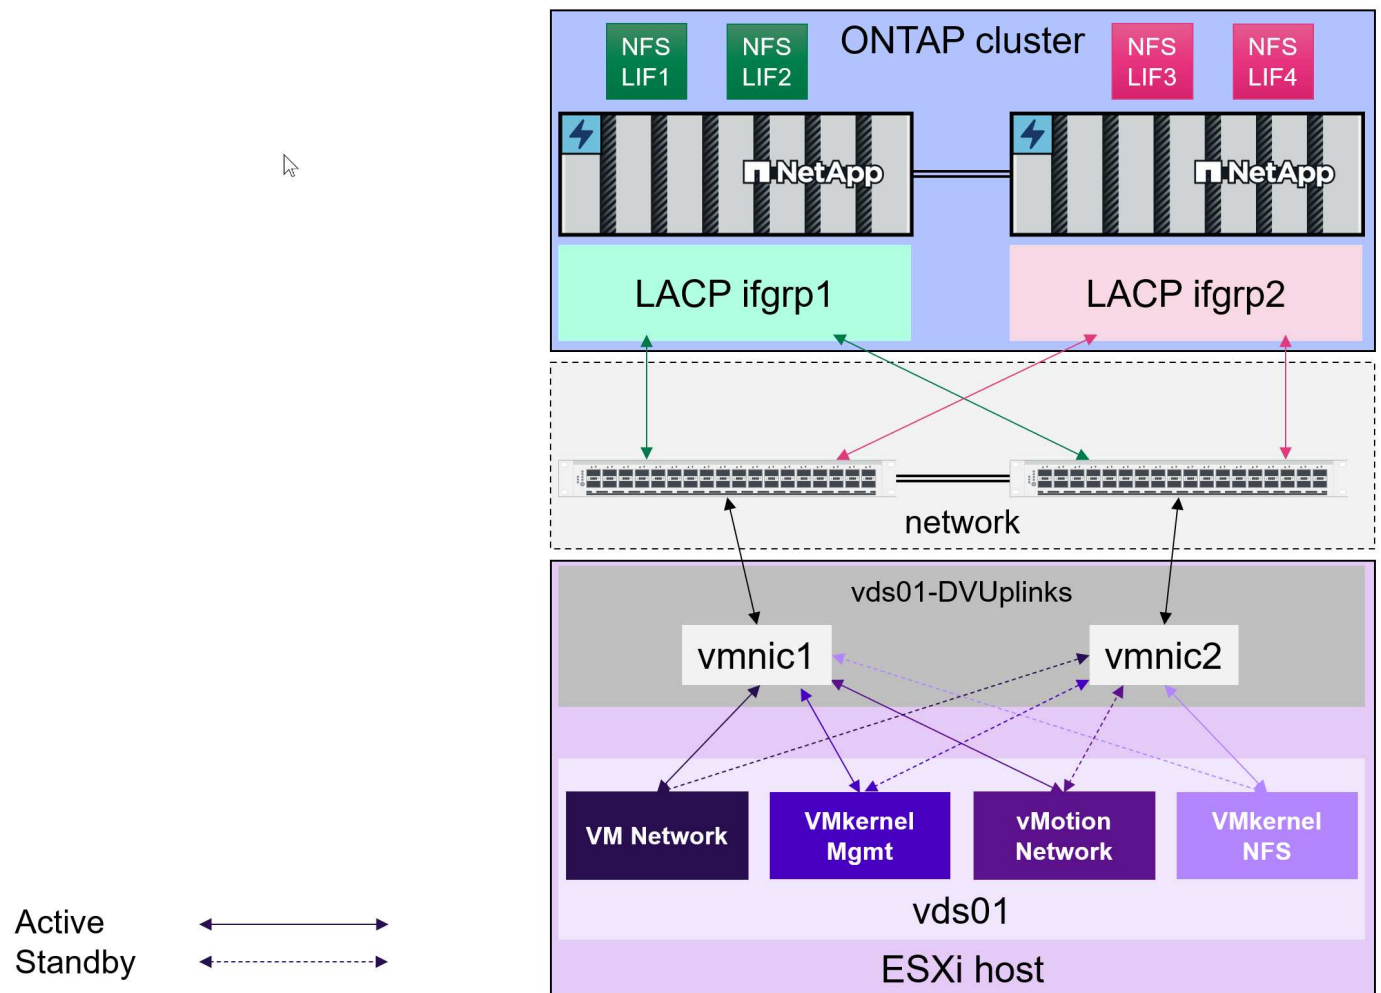 ONTAP cluster
NFS
LIF1
NFS
LIF2
NFS
LIF3
NFS
LIF4
NetApp
NetApp
LACP ifgrp1
LACP ifgrp2
network
vds01-DVUplinks
vmnic1
vmnic2
VM Network
VMkernel
Mgmt
vMotion
Network
VMkernel
NFS
vds01
ESXi host
Active
Standby